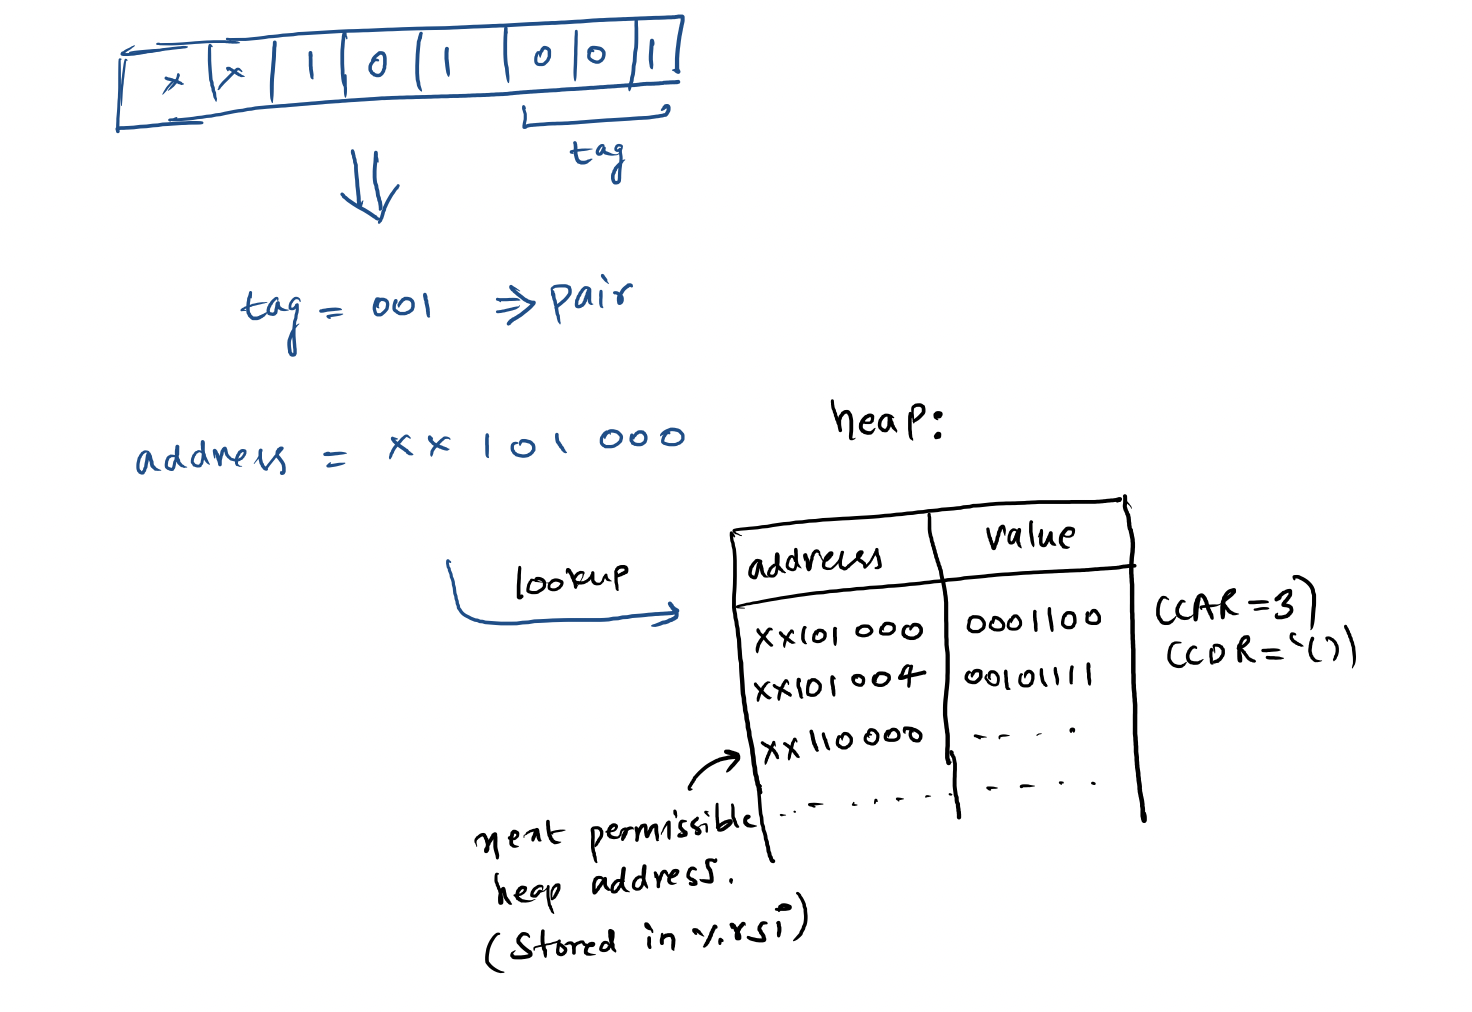 x x 1 0 1 0 0 1
tag
tag = 001 ⇒ pair
address = xx 101 000
heap:
lookup
address value
xx101 000 0001100 (CAR = 3)
xx101 004 00101111 (CDR = '())
xx 110 000 - - - -
next permissible
heap address.
(stored in %rsi)